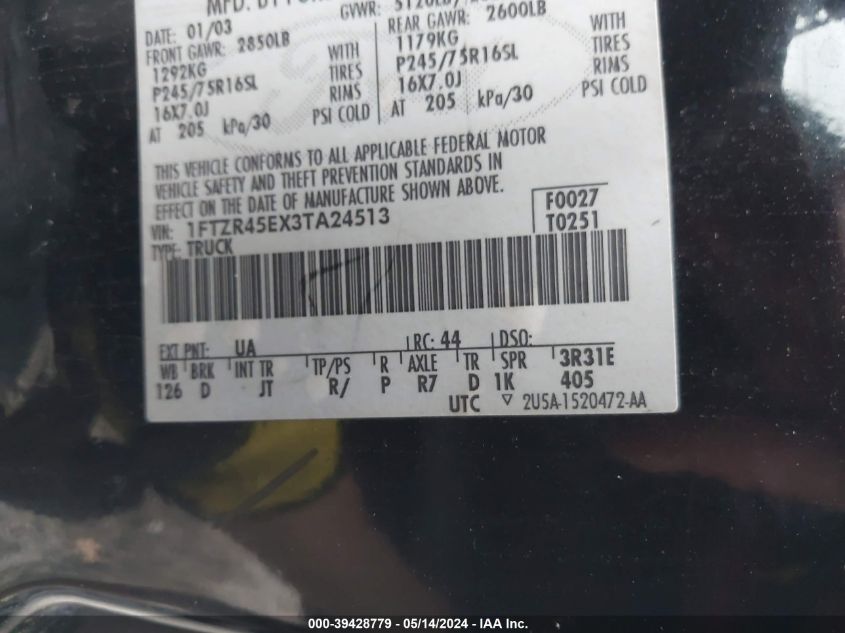 MFD. BY FORD
GVWR: 5120LB/
DATE: 01/03
FRONT GAWR: 2850LB
1292KG WITH
P245/75R16SL TIRES
16X7.0J RIMS
AT 205 kPa/30 PSI COLD
REAR GAWR: 2600LB
1179KG WITH
P245/75R16SL TIRES
16X7.0J RIMS
AT 205 kPa/30 PSI COLD
THIS VEHICLE CONFORMS TO ALL APPLICABLE FEDERAL MOTOR
VEHICLE SAFETY AND THEFT PREVENTION STANDARDS IN
EFFECT ON THE DATE OF MANUFACTURE SHOWN ABOVE.
VIN: 1FTZR45EX3TA24513
TYPE: TRUCK
F0027
T0251
EXT PNT: UA RC: 44 DSO:
WB BRK INT TR TP/PS R AXLE TR SPR 3R31E
126 D JT R/ P R7 D 1K 405
UTC ▽ 2U5A-1520472-AA
000-39428779 - 05/14/2024 - IAA Inc.